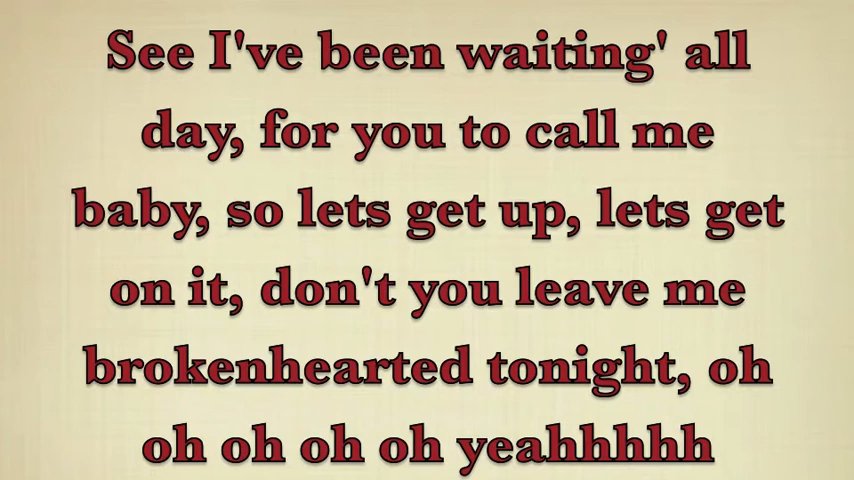 See I've been waiting' all
day, for you to call me
baby, so lets get up, lets get
on it, don't you leave me
brokenhearted tonight, oh
oh oh oh oh yeahhhhh